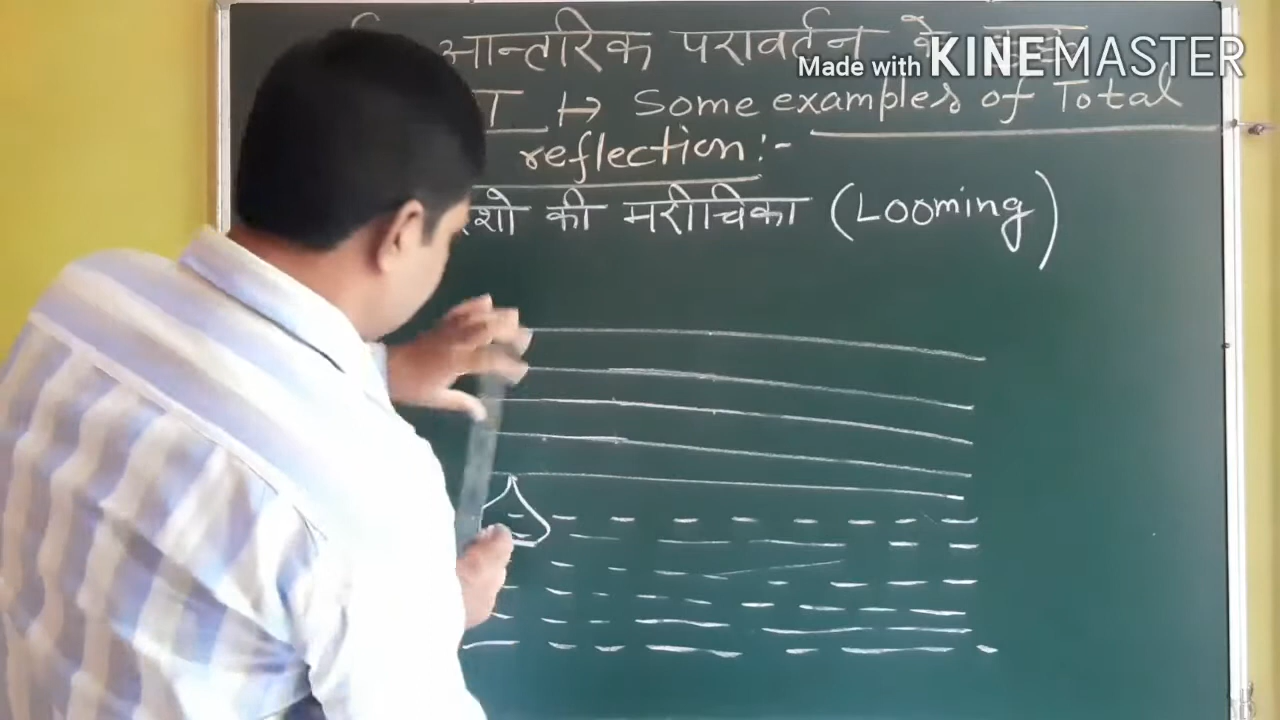 आन्तरिक परावर्तन के
Made with KINEMASTER
I ↦ Some examples of Total
reflection:-
की मरीचिका (Looming)